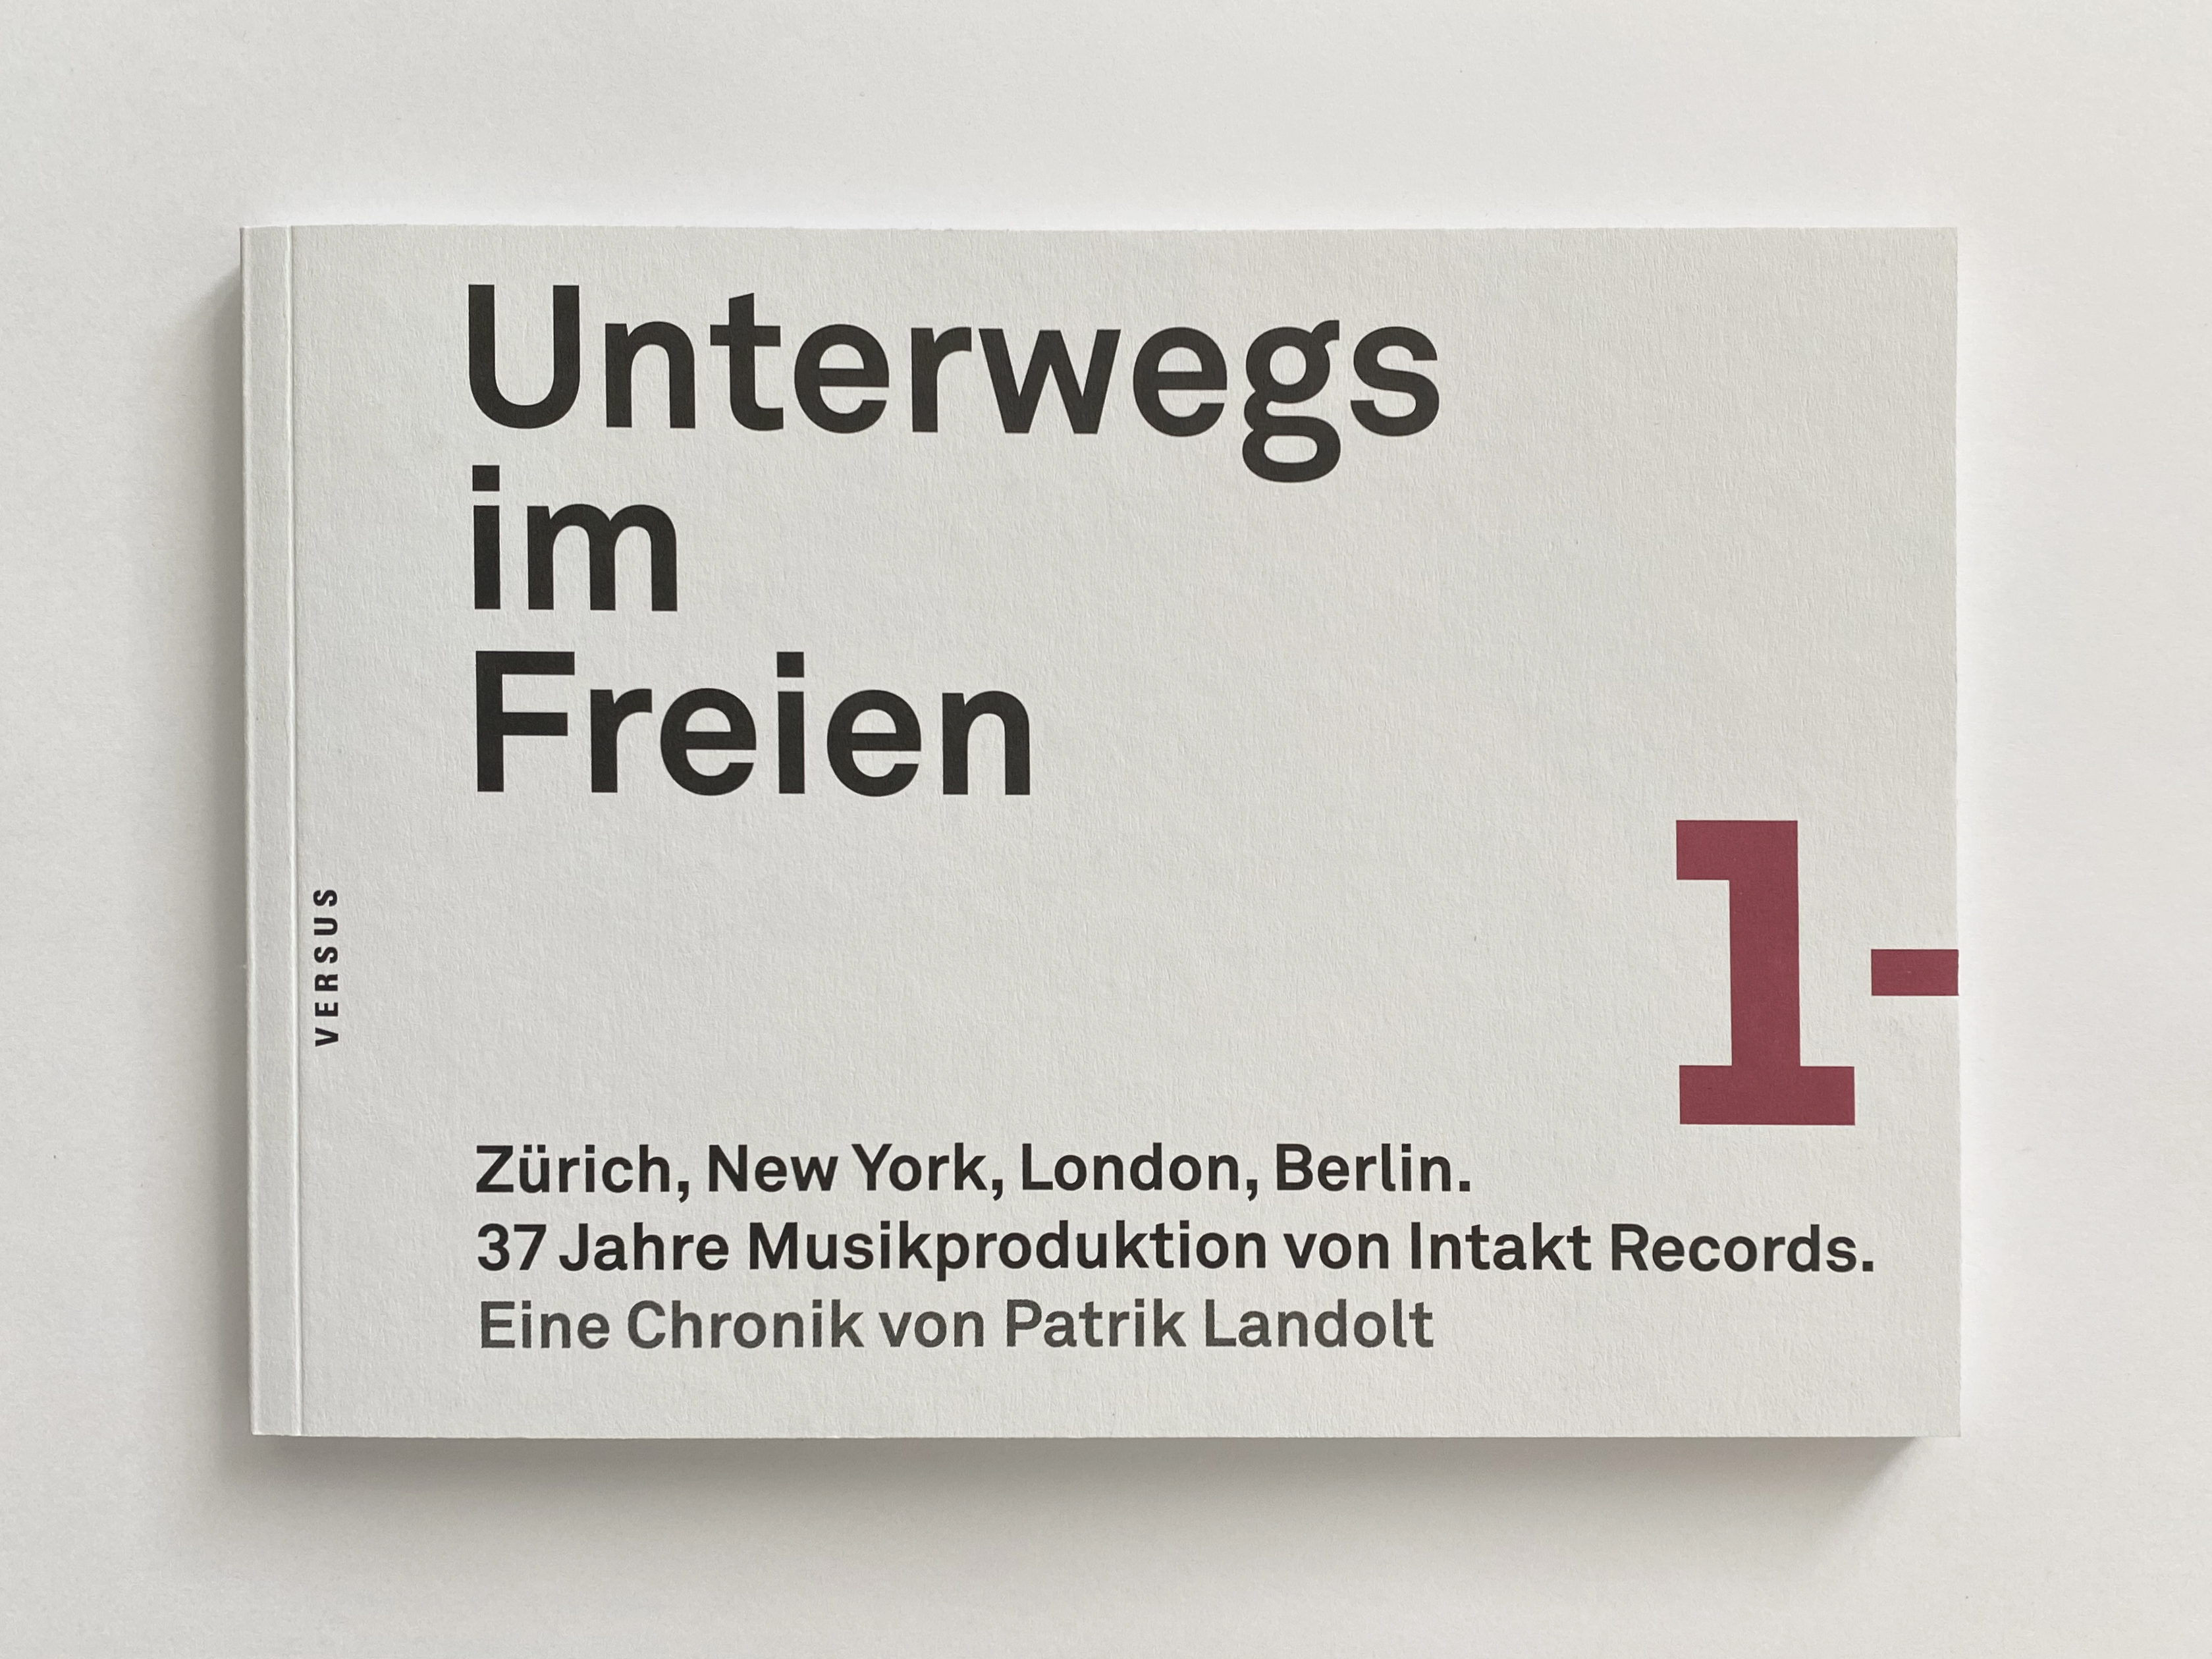 Unterwegs
im
Freien
1-
VERSUS
Zürich, New York, London, Berlin.
37 Jahre Musikproduktion von Intakt Records.
Eine Chronik von Patrik Landolt